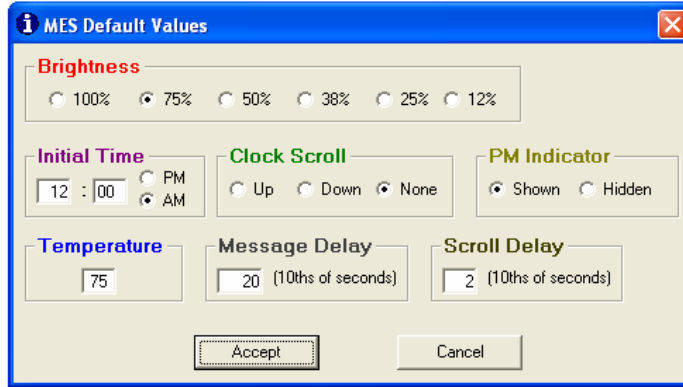 MES Default Values
Brightness
100% 75% 50% 38% 25% 12%
Initial Time Clock Scroll PM Indicator
12 : 00 PM AM Up Down None Shown Hidden
Temperature Message Delay Scroll Delay
75 20 (10ths of seconds) 2 (10ths of seconds)
Accept Cancel